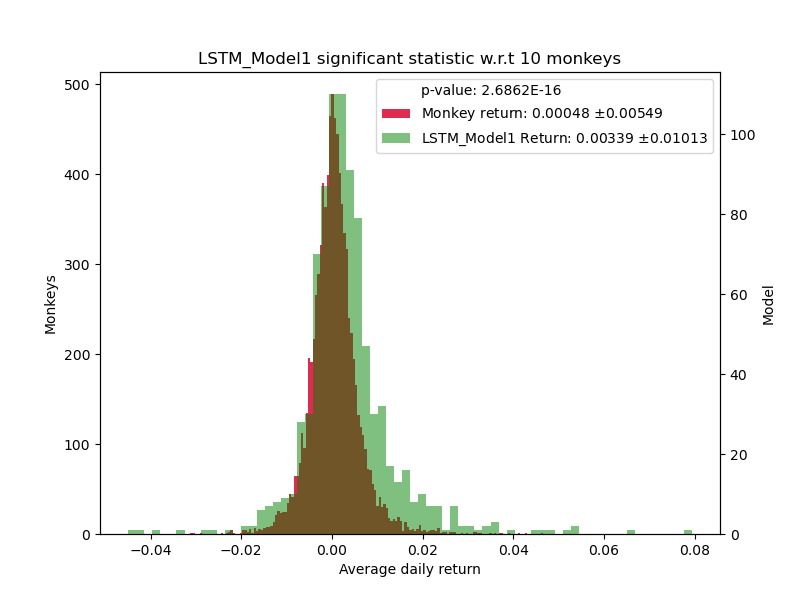 LSTM_Model1 significant statistic w.r.t 10 monkeys
p-value: 2.6862E-16
Monkey return: 0.00048 ±0.00549
LSTM_Model1 Return: 0.00339 ±0.01013
500
400
300
200
100
0
Monkeys
100
80
60
40
20
0
Model
−0.04 −0.02 0.00 0.02 0.04 0.06 0.08
Average daily return